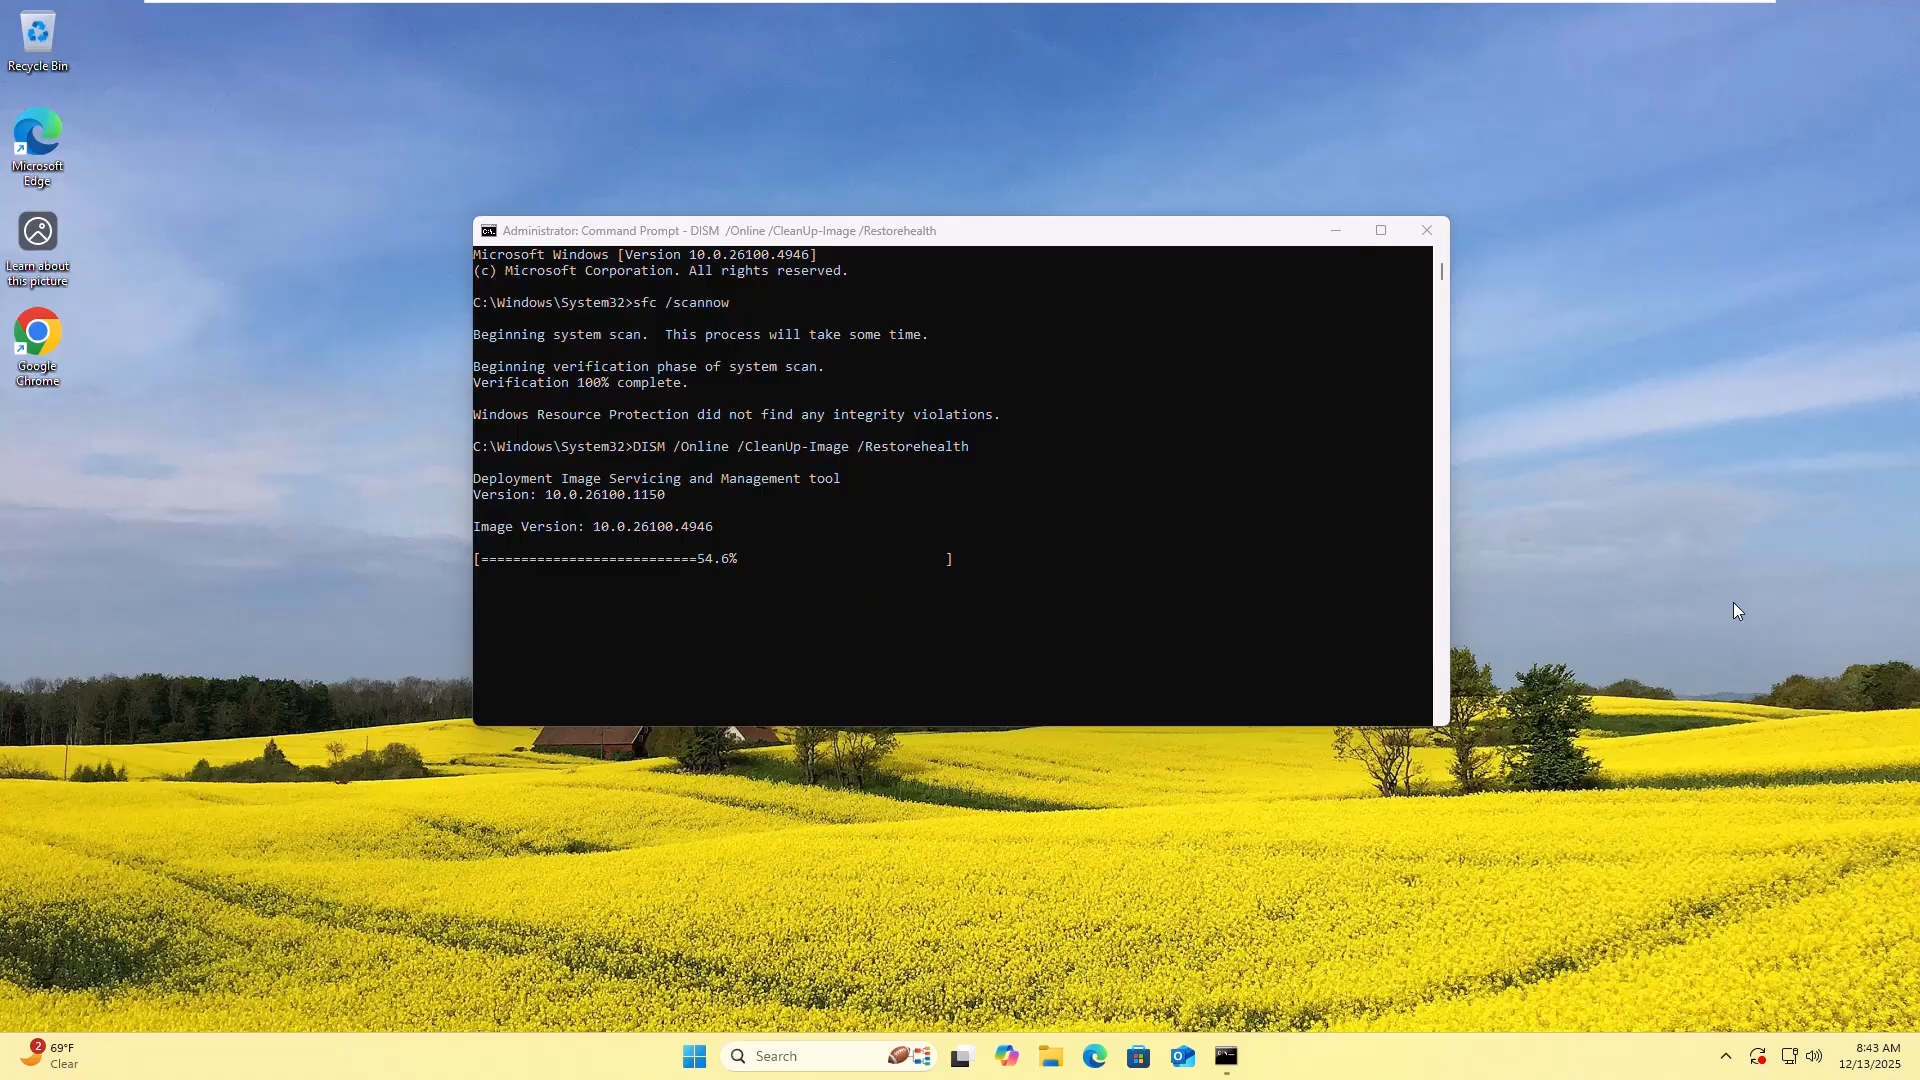 Recycle Bin
Microsoft
Edge
Learn about
this picture
Google
Chrome
Administrator: Command Prompt - DISM  /Online /CleanUp-Image /Restorehealth
Microsoft Windows [Version 10.0.26100.4946]
(c) Microsoft Corporation. All rights reserved.
C:\Windows\System32>sfc /scannow
Beginning system scan.  This process will take some time.
Beginning verification phase of system scan.
Verification 100% complete.
Windows Resource Protection did not find any integrity violations.
C:\Windows\System32>DISM /Online /CleanUp-Image /Restorehealth
Deployment Image Servicing and Management tool
Version: 10.0.26100.1150
Image Version: 10.0.26100.4946
[===========================54.6%                          ]
2
69°F
Clear
Search
8:43 AM
12/13/2025